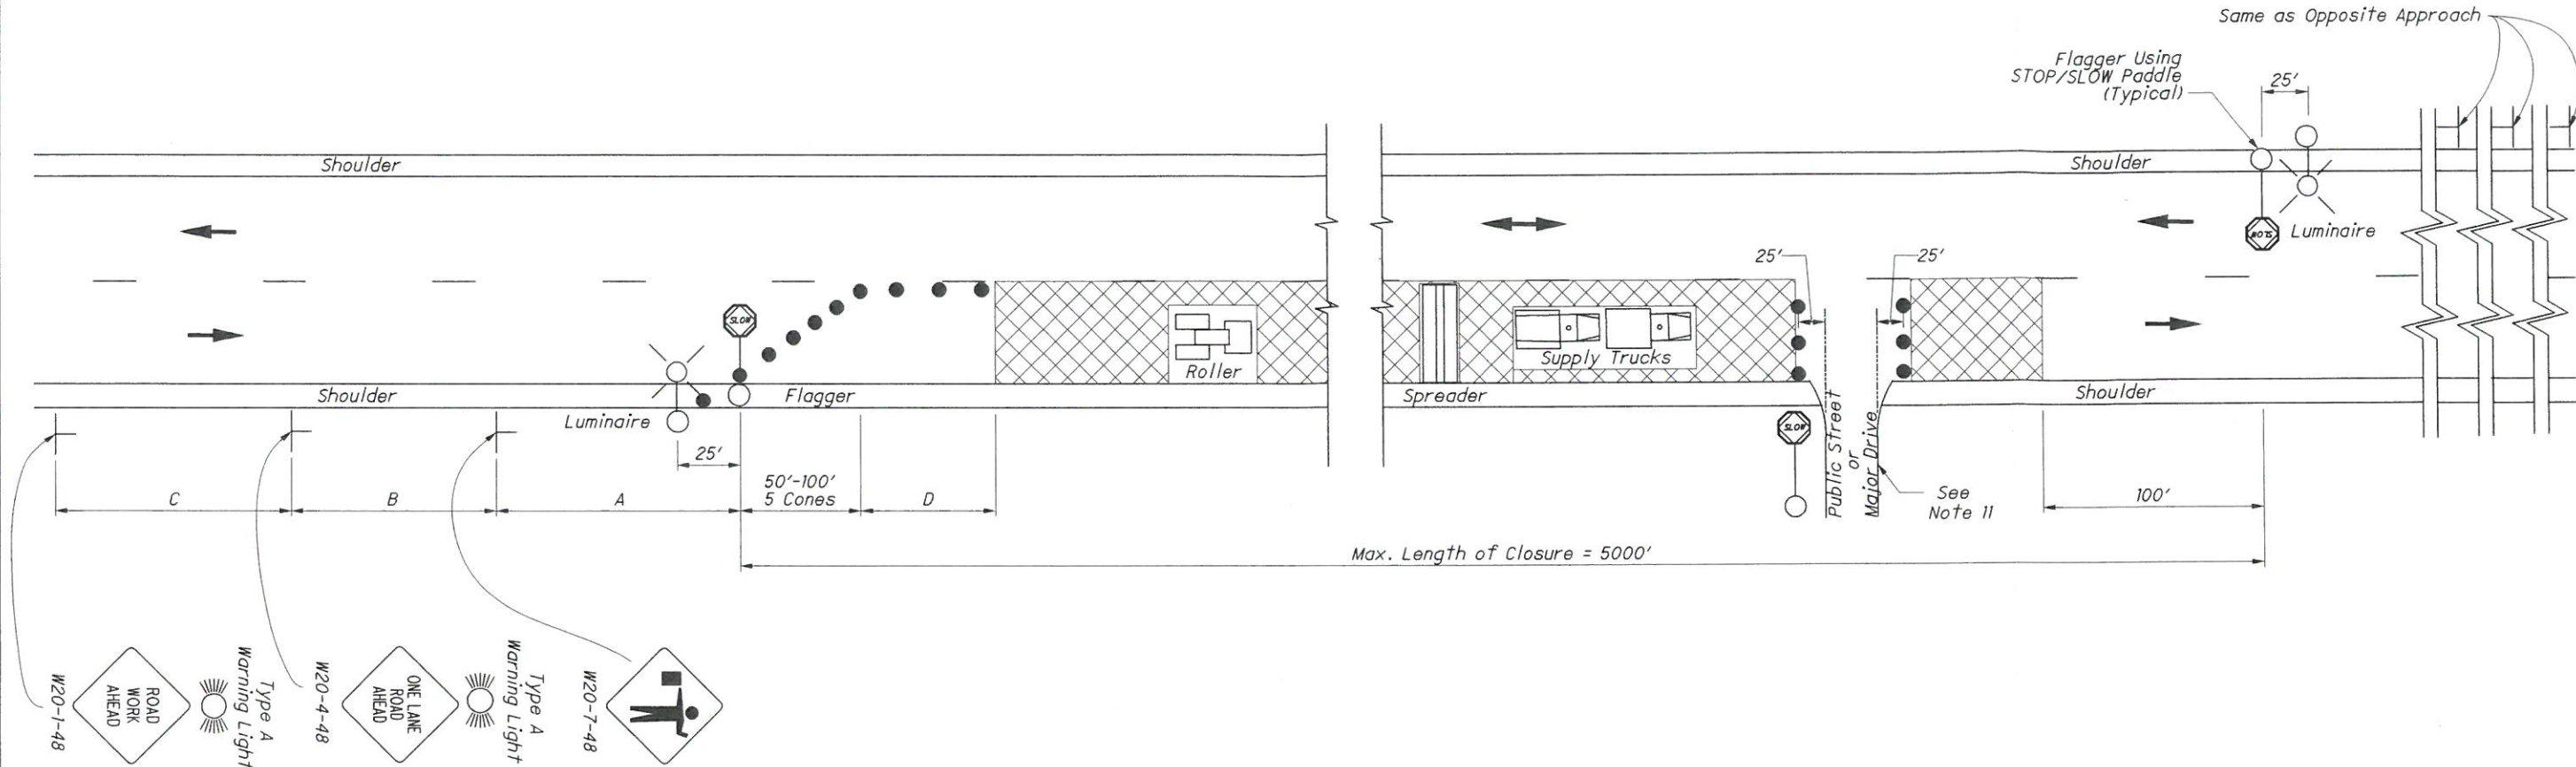 Same as Opposite Approach
Flagger Using
STOP/SLOW Paddle
(Typical)
25'
Shoulder
Shoulder
Luminaire
25'
25'
SLOW
Roller
Supply Trucks
Shoulder
Flagger
Spreader
Shoulder
Luminaire
25'
SLOW
Public Street
or
Major Drive
C
B
A
50'-100'
5 Cones
D
See
Note 11
100'
Max. Length of Closure = 5000'
W20-1-48
ROAD
WORK
AHEAD
Type A
Warning Light
W20-4-48
ONE LANE
ROAD
AHEAD
Type A
Warning Light
W20-7-48